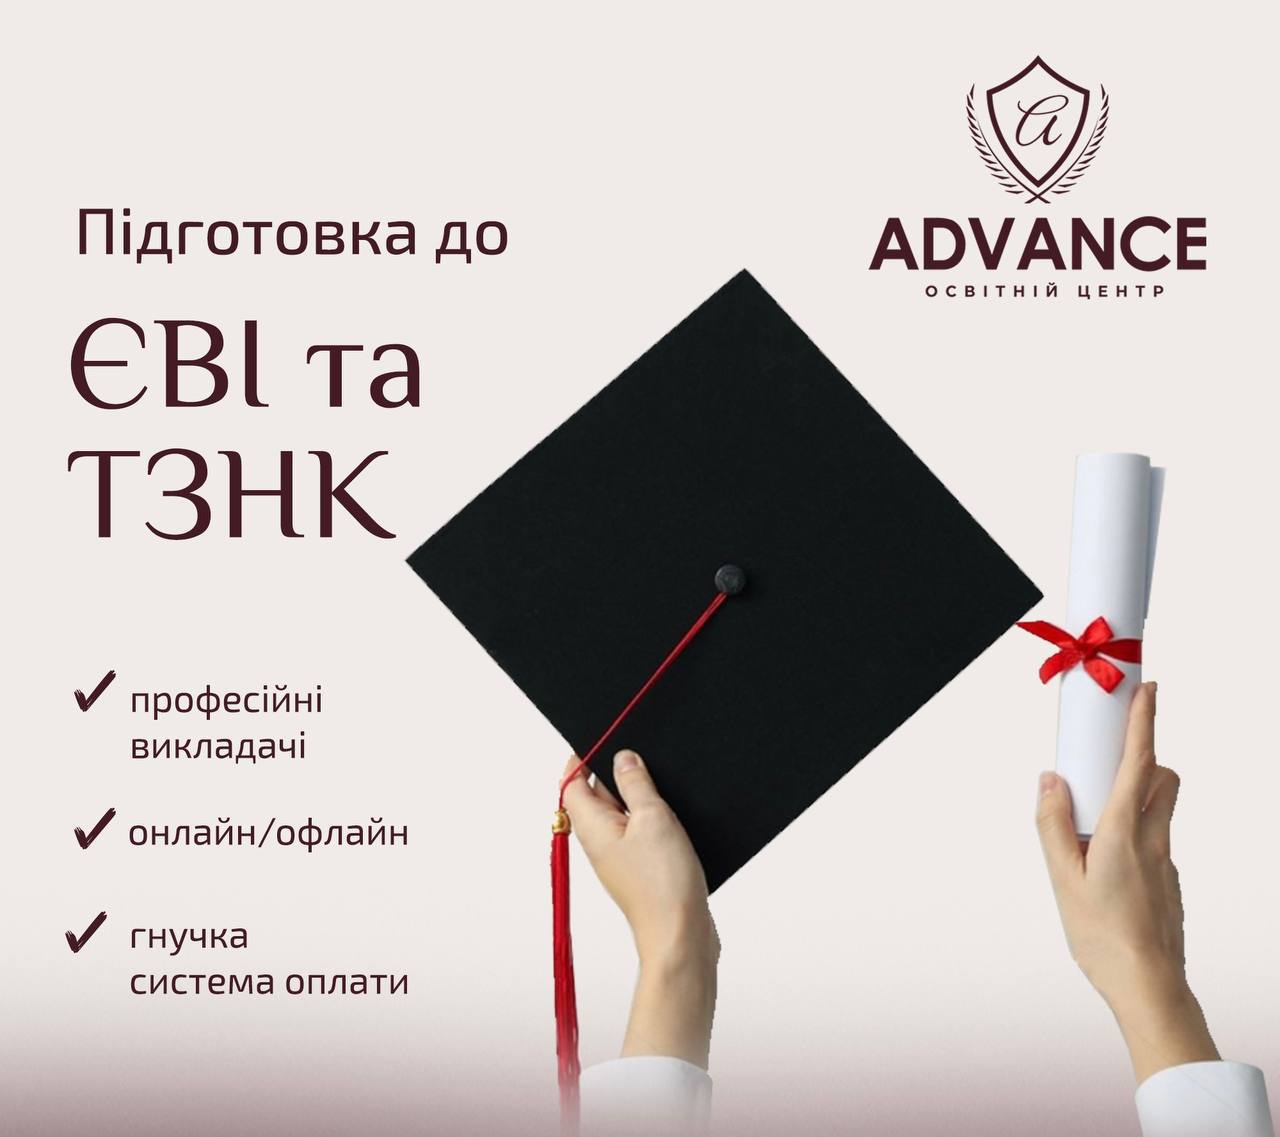 a
ADVANCE
ОСВІТНІЙ ЦЕНТР
Підготовка до
ЄВІ та
ТЗНК
професійні
викладачі
онлайн/офлайн
гнучка
система оплати